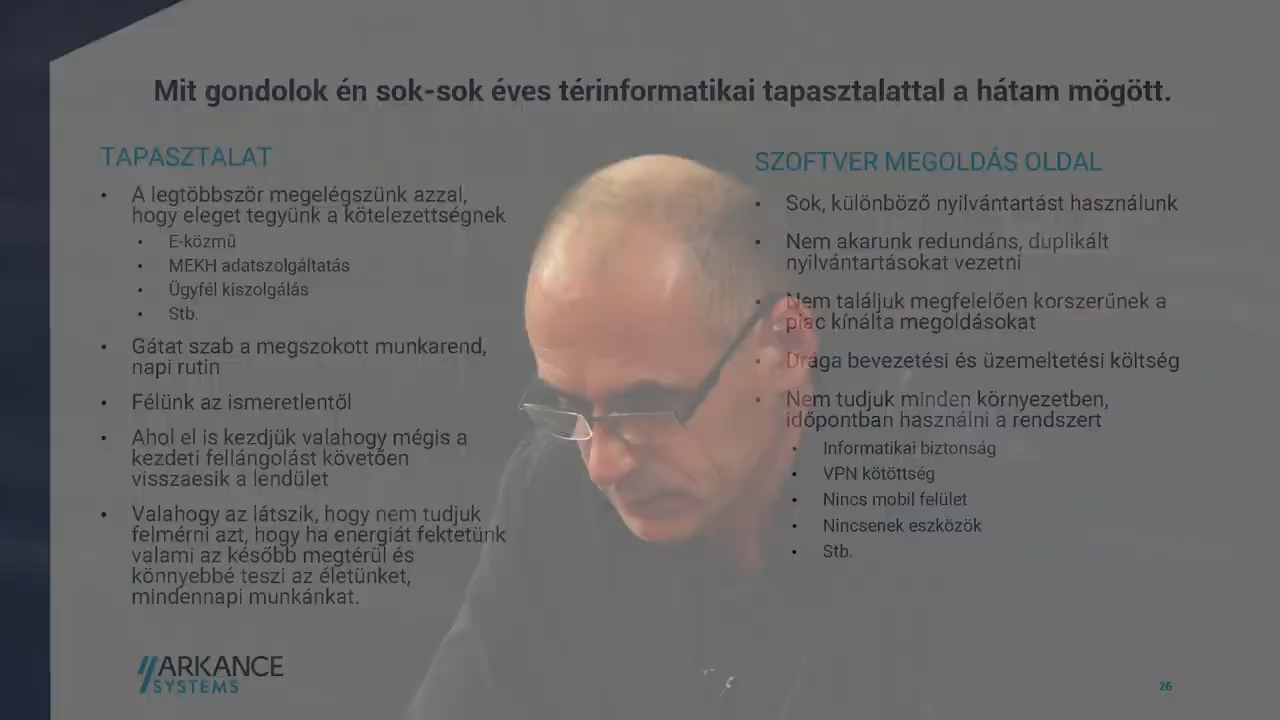 Mit gondolok én sok-sok éves térinformatikai tapasztalattal a hátam mögött.
TAPASZTALAT
• A legtöbbször megelégszünk azzal,
hogy eleget tegyünk a kötelezettségnek
• E-közmű
• MEKH adatszolgáltatás
• Ügyfél kiszolgálás
• Stb.
• Gátat szab a megszokott munkarend,
napi rutin
• Félünk az ismeretlentől
• Ahol el is kezdjük valahogy mégis a
kezdeti fellángolást követően
visszaesik a lendület
• Valahogy az látszik, hogy nem tudjuk
felmérni azt, hogy ha energiát fektetünk
valami az később megtérül és
könnyebbé teszi az életünket,
mindennapi munkánkat.
SZOFTVER MEGOLDÁS OLDAL
• Sok, különböző nyilvántartást használunk
• Nem akarunk redundáns, duplikált
nyilvántartásokat vezetni
• Nem találjuk megfelelően korszerűnek a
piac kínálta megoldásokat
• Drága bevezetési és üzemeltetési költség
• Nem tudjuk minden környezetben,
időpontban használni a rendszert
• Informatikai biztonság
• VPN kötöttség
• Nincs mobil felület
• Nincsenek eszközök
• Stb.
ARKANCE
SYSTEMS
26